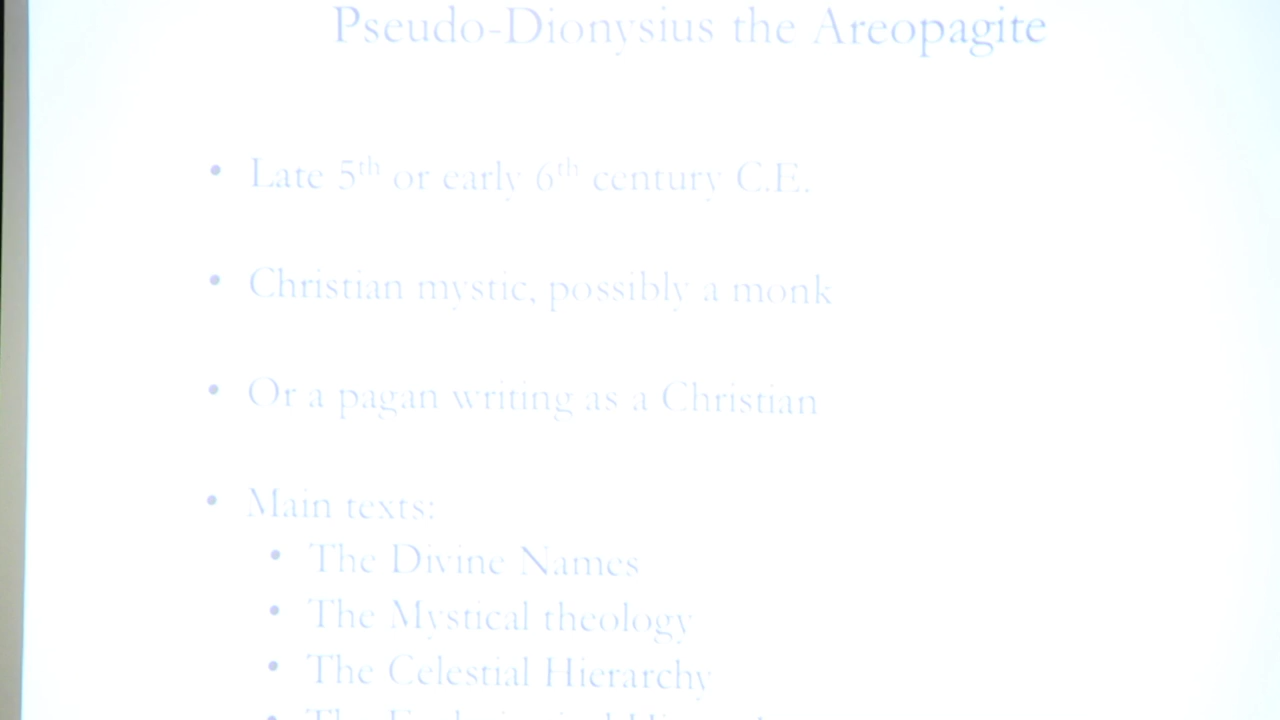 Pseudo-Dionysius the Areopagite
• Late 5th or early 6th century C.E.
• Christian mystic, possibly a monk
• Or a pagan writing as a Christian
• Main texts:
• The Divine Names
• The Mystical theology
• The Celestial Hierarchy
• The